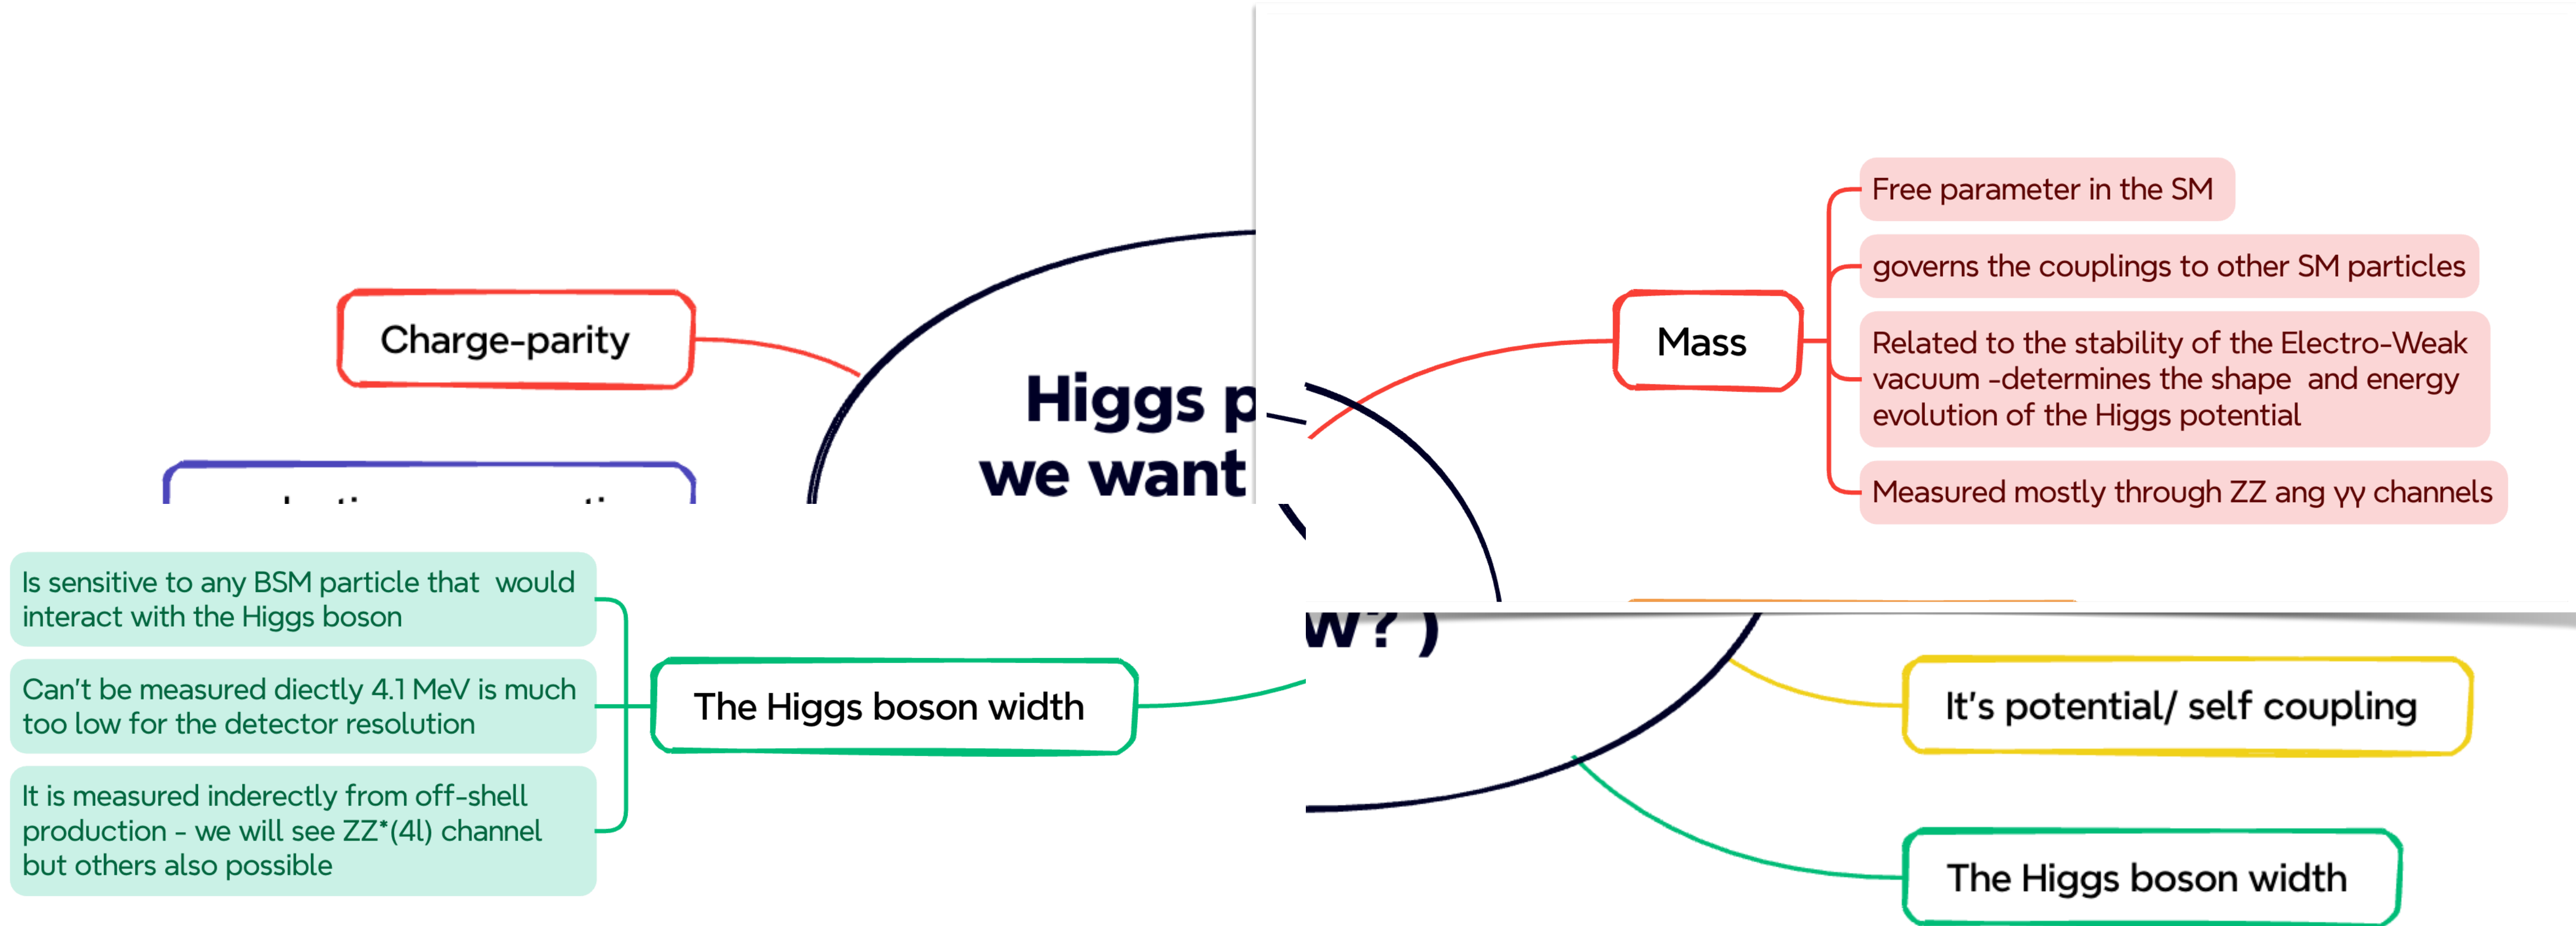 Charge-parity
Higgs p
we want
Free parameter in the SM
governs the couplings to other SM particles
Mass
Related to the stability of the Electro-Weak
vacuum -determines the shape  and energy
evolution of the Higgs potential
Measured mostly through ZZ ang γγ channels
Is sensitive to any BSM particle that  would
interact with the Higgs boson
Can't be measured diectly 4.1 MeV is much
too low for the detector resolution
It is measured inderectly from off-shell
production - we will see ZZ*(4l) channel
but others also possible
The Higgs boson width
w?)
It's potential/ self coupling
The Higgs boson width